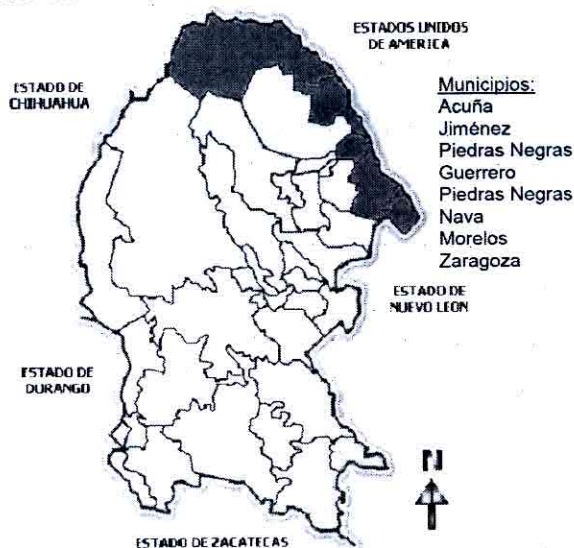 ESTADOS UNIDOS
DE AMERICA
ESTADO DE
CHIHUAHUA
Municipios:
Acuña
Jiménez
Piedras Negras
Guerrero
Piedras Negras
Nava
Morelos
Zaragoza
ESTADO DE
NUEVO LEON
ESTADO DE
DURANGO
N
ESTADO DE ZACATECAS